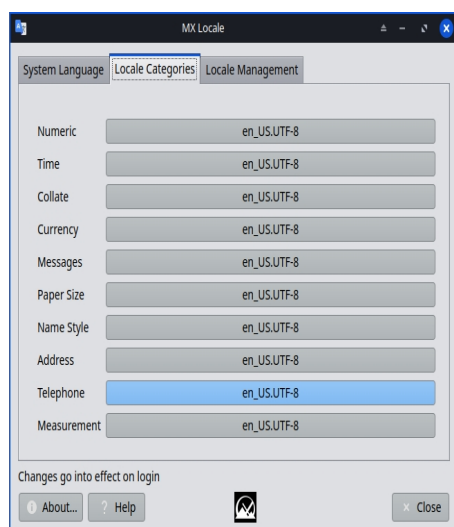 MX Locale
System Language Locale Categories Locale Management
Numeric en_US.UTF-8
Time en_US.UTF-8
Collate en_US.UTF-8
Currency en_US.UTF-8
Messages en_US.UTF-8
Paper Size en_US.UTF-8
Name Style en_US.UTF-8
Address en_US.UTF-8
Telephone en_US.UTF-8
Measurement en_US.UTF-8
Changes go into effect on login
About... ? Help × Close